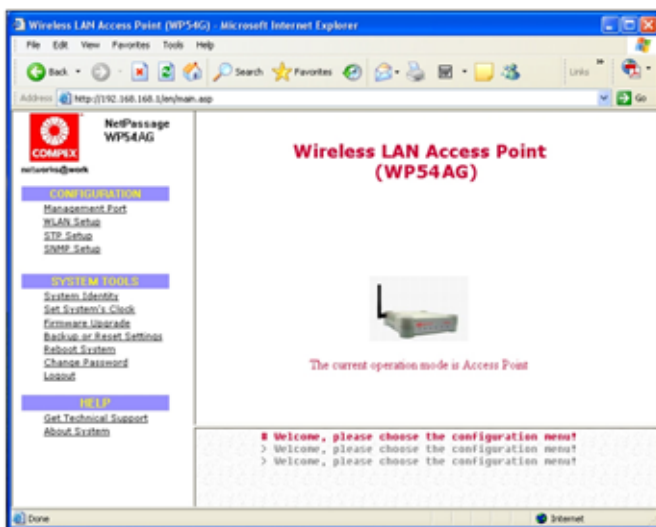 Wireless LAN Access Point (WP54G) - Microsoft Internet Explorer
File Edit View Favorites Tools Help
Back Search Favorites Links »
Address http://192.168.168.1/en/main.asp Go
COMPEX
NetPassage
WP54AG
networks@work
CONFIGURATION
Management Port
WLAN Setup
STP Setup
SNMP Setup
SYSTEM TOOLS
System Identity
Set System's Clock
Firmware Upgrade
Backup or Reset Settings
Reboot System
Change Password
Logout
HELP
Get Technical Support
About System
Wireless LAN Access Point
(WP54AG)
The current operation mode is Access Point
# Welcome, please choose the configuration menu!
> Welcome, please choose the configuration menu!
> Welcome, please choose the configuration menu!
Done Internet